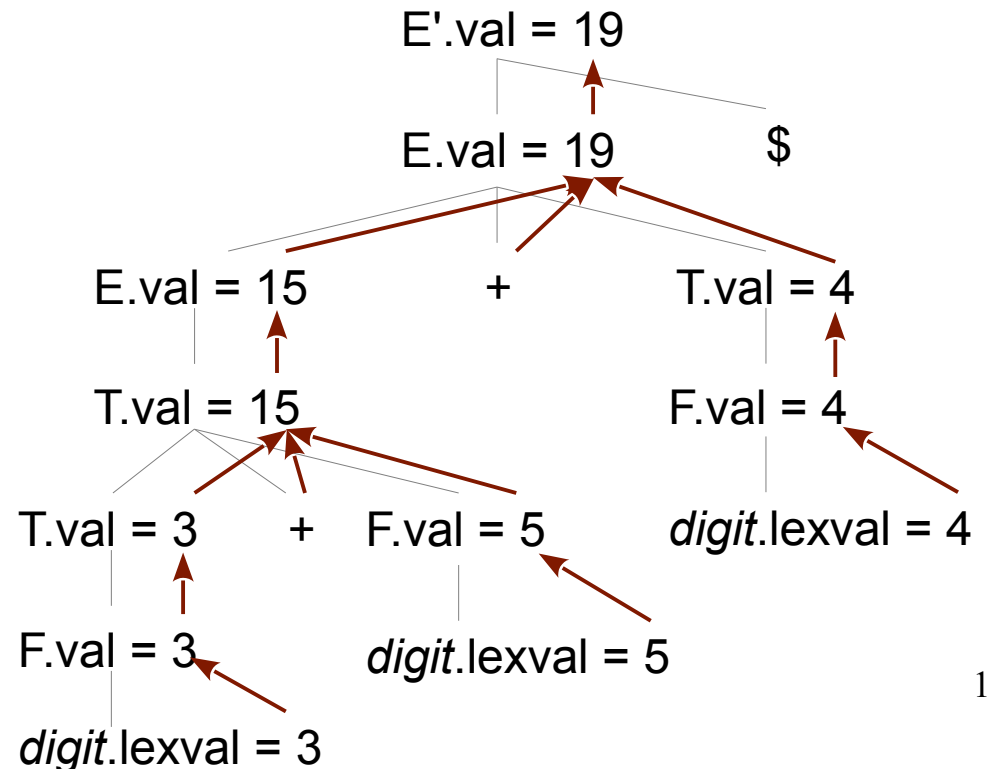 E'.val = 19
E.val = 19 $
E.val = 15 + T.val = 4
T.val = 15 F.val = 4
T.val = 3 + F.val = 5 digit.lexval = 4
F.val = 3 digit.lexval = 5
1
digit.lexval = 3